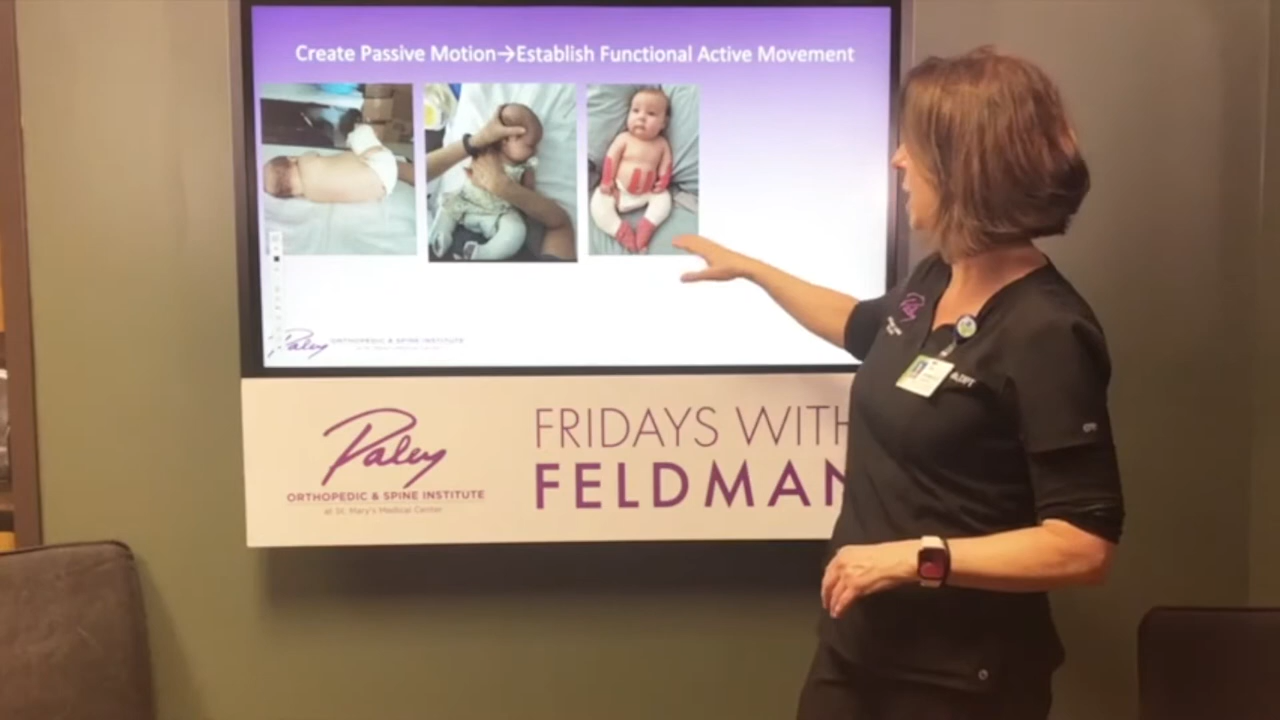 Create Passive Motion→Establish Functional Active Movement
Paley
ORTHOPEDIC & SPINE INSTITUTE
Paley
ORTHOPEDIC & SPINE INSTITUTE
at St. Mary's Medical Center
FRIDAYS WITH
FELDMAN